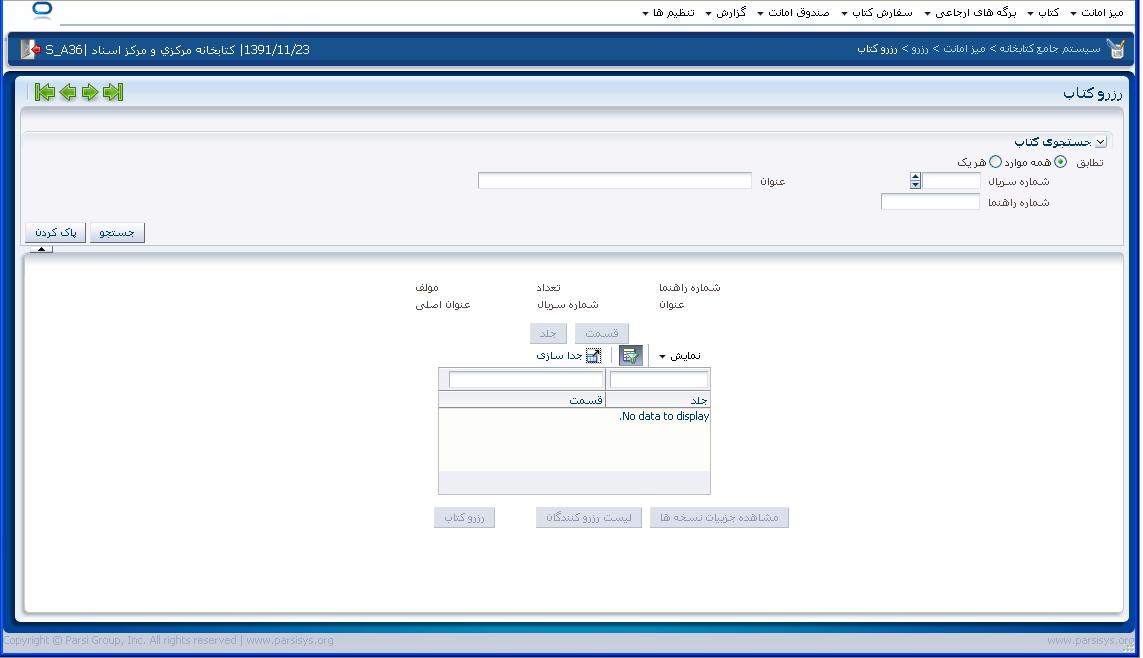 میز امانت کتاب برگه های ارجاعی سفارش کتاب صندوق امانت گزارش تنظیم ها
سیستم جامع کتابخانه > میز امانت > رزرو > رزرو کتاب
1391/11/23| کتابخانه مرکزي و مرکز اسناد |S_A36
رزرو کتاب
جستجوی کتاب
تطابق همه موارد هر یک
شماره سریال عنوان
شماره راهنما
جستجو پاک کردن
شماره راهنما تعداد مولف
عنوان شماره سریال عنوان اصلی
قسمت جلد
نمایش جدا سازی
جلد قسمت
No data to display.
مشاهده جزییات نسخه ها لیست رزرو کنندگان رزرو کتاب
Copyright © Parsi Group, Inc. All rights reserved | www.parsisys.org
www.parsisys.org